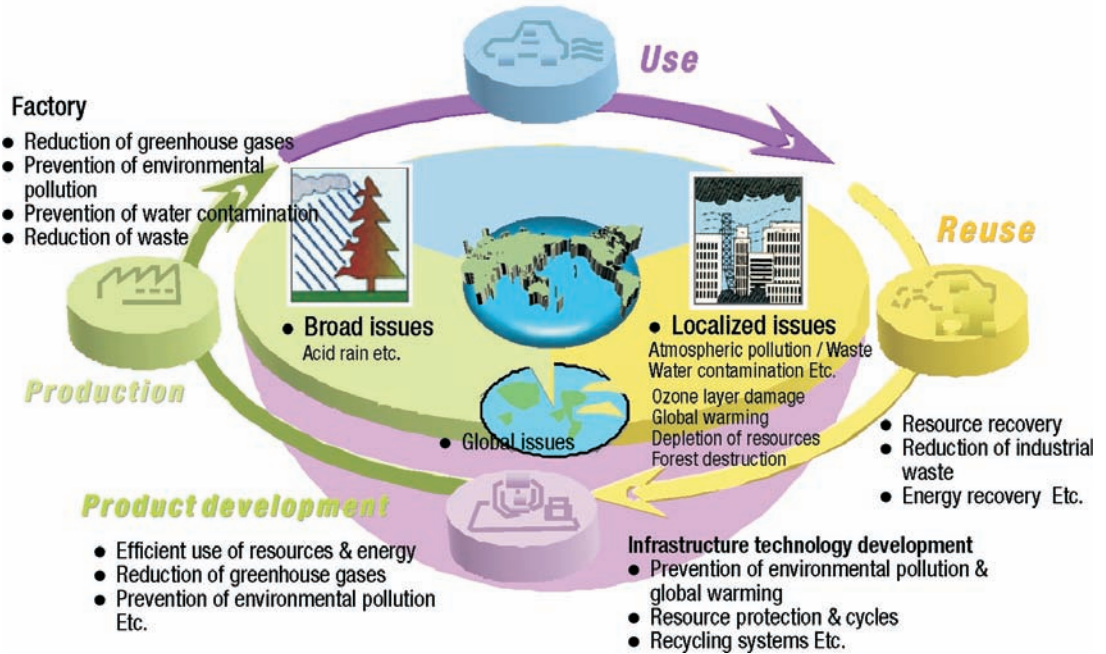 Use
Factory
● Reduction of greenhouse gases
● Prevention of environmental
pollution
● Prevention of water contamination
● Reduction of waste
Reuse
● Broad issues
Acid rain etc.
● Localized issues
Atmospheric pollution / Waste
Water contamination Etc.
Production
Ozone layer damage
Global warming
Depletion of resources
Forest destruction
● Global issues
● Resource recovery
● Reduction of industrial
waste
● Energy recovery Etc.
Product development
● Efficient use of resources & energy
● Reduction of greenhouse gases
● Prevention of environmental pollution
Etc.
Infrastructure technology development
● Prevention of environmental pollution &
global warming
● Resource protection & cycles
● Recycling systems Etc.